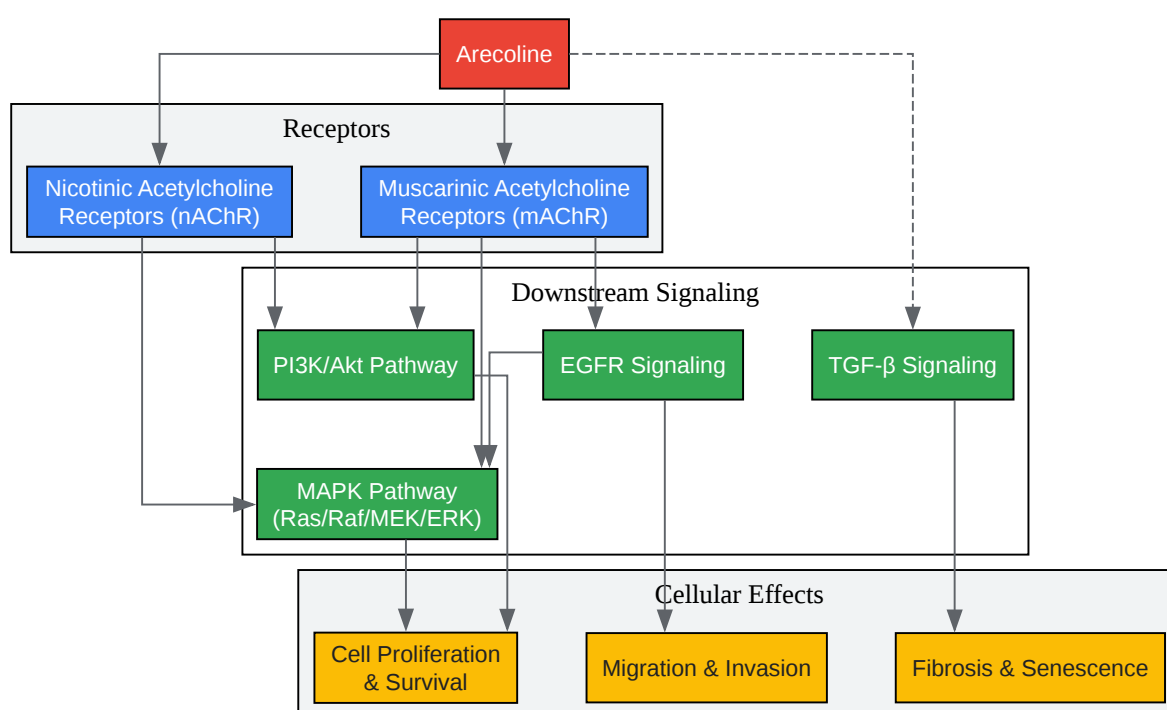 Arecoline
Receptors
Nicotinic Acetylcholine
Receptors (nAChR)
Muscarinic Acetylcholine
Receptors (mAChR)
Downstream Signaling
PI3K/Akt Pathway
EGFR Signaling
TGF-β Signaling
MAPK Pathway
(Ras/Raf/MEK/ERK)
Cellular Effects
Cell Proliferation
& Survival
Migration & Invasion
Fibrosis & Senescence